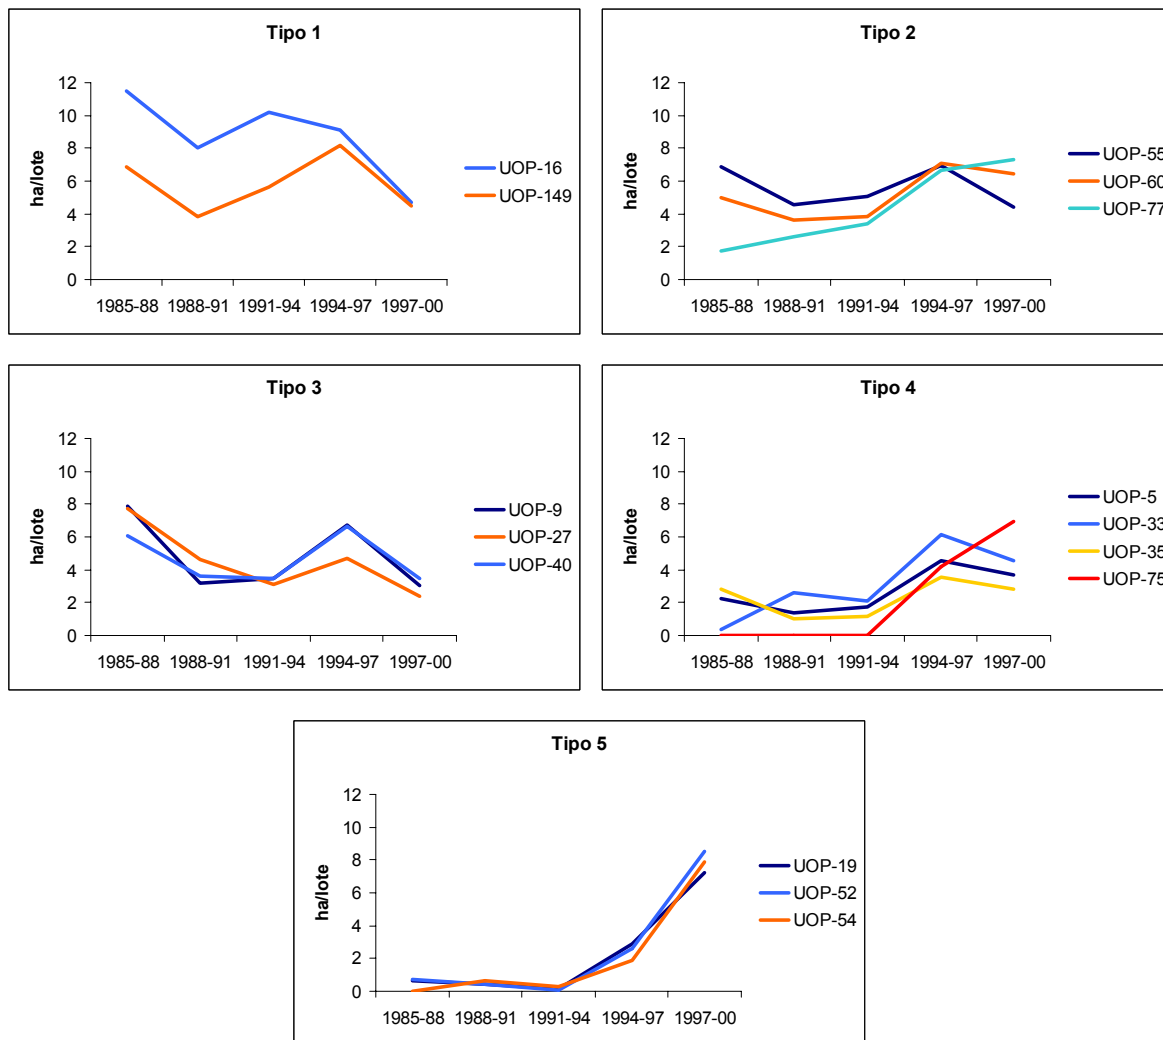 Tipo 1
ha/lote
12
10
8
6
4
2
0
1985-88 1988-91 1991-94 1994-97 1997-00
UOP-16
UOP-149
Tipo 2
ha/lote
12
10
8
6
4
2
0
1985-88 1988-91 1991-94 1994-97 1997-00
UOP-55
UOP-60
UOP-77
Tipo 3
ha/lote
12
10
8
6
4
2
0
1985-88 1988-91 1991-94 1994-97 1997-00
UOP-9
UOP-27
UOP-40
Tipo 4
ha/lote
12
10
8
6
4
2
0
1985-88 1988-91 1991-94 1994-97 1997-00
UOP-5
UOP-33
UOP-35
UOP-75
Tipo 5
ha/lote
12
10
8
6
4
2
0
1985-88 1988-91 1991-94 1994-97 1997-00
UOP-19
UOP-52
UOP-54